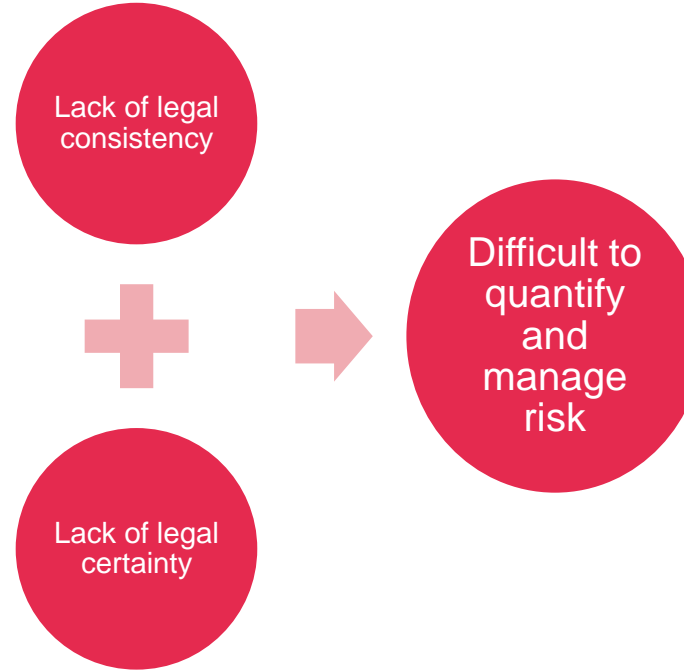 Lack of legal
consistency
Lack of legal
certainty
Difficult to
quantify
and
manage
risk